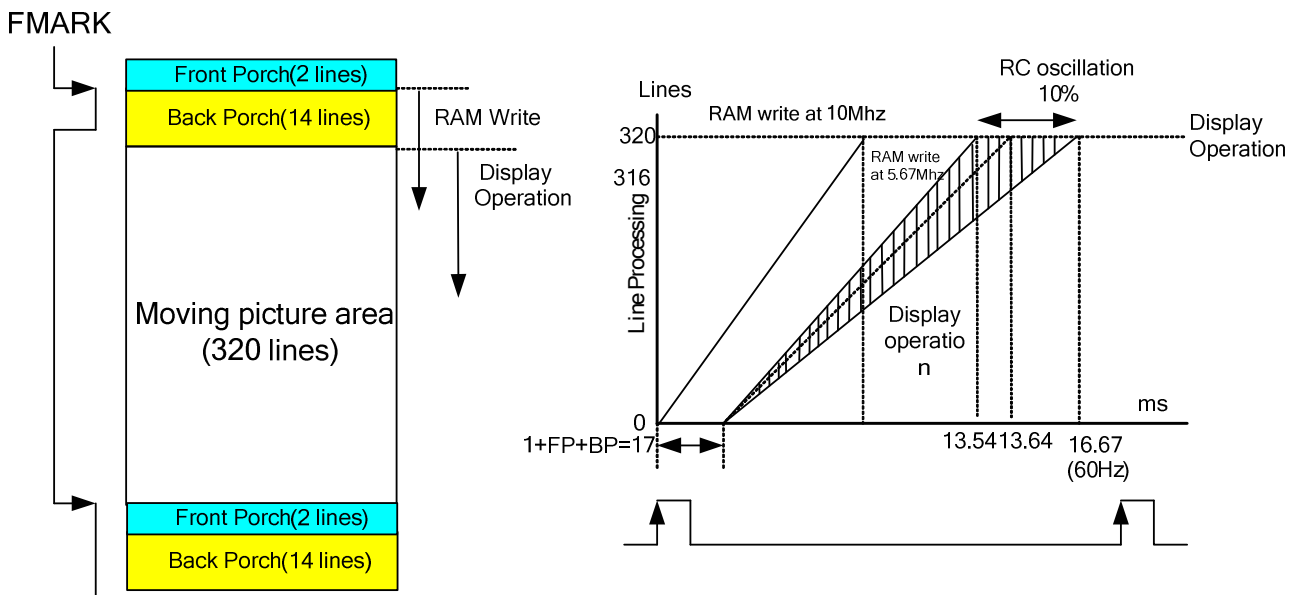 FMARK
Front Porch(2 lines)
Back Porch(14 lines)
RAM Write
Display
Operation
Moving picture area
(320 lines)
Front Porch(2 lines)
Back Porch(14 lines)
RC oscillation
10%
Lines
RAM write at 10Mhz
Display
Operation
320
RAM write
at 5.67Mhz
316
Line Processing
Display
operatio
n
0
ms
1+FP+BP=17
13.54
13.64
16.67
(60Hz)